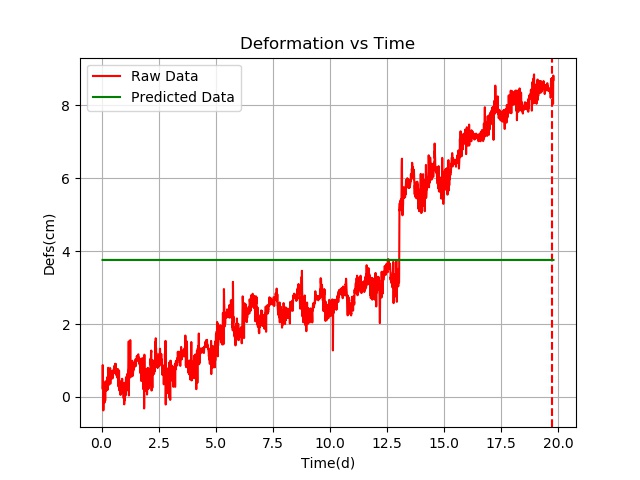 Deformation vs Time
Raw Data
Predicted Data
Defs(cm)
8
6
4
2
0
0.0 2.5 5.0 7.5 10.0 12.5 15.0 17.5 20.0
Time(d)